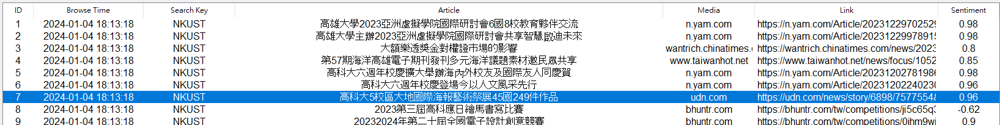 ID Browse Time Search Key Article Media Link Sentiment
1 2024-01-04 18:13:18 NKUST 高雄大學2023亞洲虛擬學院國際研討會6國8校教育夥伴交流 n.yam.com https://n.yam.com/Article/20231229702529 0.98
2 2024-01-04 18:13:18 NKUST 高雄大學主辦2023亞洲虛擬學院國際研討會共享智慧啟迪未來 n.yam.com https://n.yam.com/Article/20231229978915 0.98
3 2024-01-04 18:13:18 NKUST 大額樂透獎金對權證市場的影響 wantrich.chinatimes.c https://wantrich.chinatimes.com/news/2023 0.8
4 2024-01-04 18:13:18 NKUST 第57期海洋高雄電子期刊發刊多元海洋議題素材邀民眾共享 www.taiwanhot.net https://www.taiwanhot.net/news/focus/1052 0.85
5 2024-01-04 18:13:18 NKUST 高科大六週年校慶擴大舉辦海內外校友及國際友人同慶賀 n.yam.com https://n.yam.com/Article/20231202781986 0.98
6 2024-01-04 18:13:18 NKUST 高科大六週年校慶登場今以人文風采先行 n.yam.com https://n.yam.com/Article/20231202240230 0.96
7 2024-01-04 18:13:18 NKUST 高科大5校區大地國際海報藝術祭展45國249件作品 udn.com https://udn.com/news/story/6898/7577554& 0.96
8 2024-01-04 18:13:18 NKUST 2023第三屆高科應日繪馬書寫比賽 bhuntr.com https://bhuntr.com/tw/competitions/ji5c65q3 -0.62
9 2024-01-04 18:13:18 NKUST 20232024年第二十屆全國電子設計創意競賽 bhuntr.com https://bhuntr.com/tw/competitions/0ihm9wi 0.9